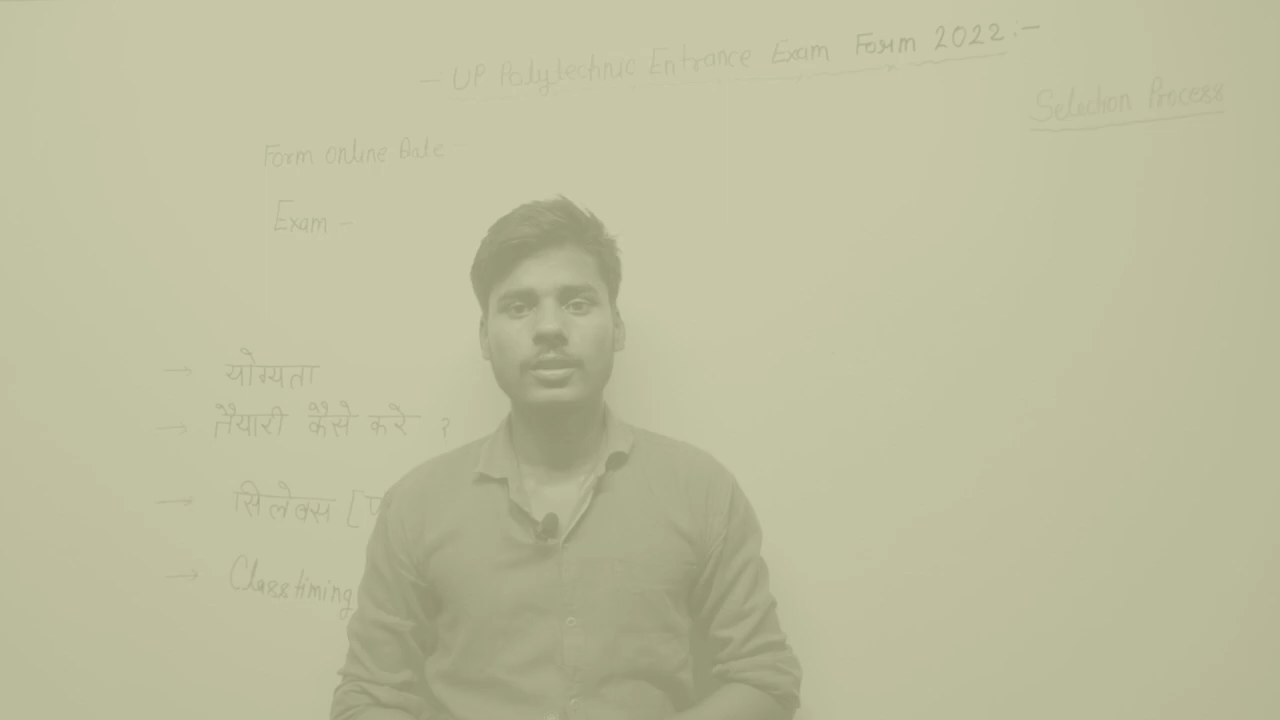 - UP Polytechnic Entrance Exam Form 2022:-
Selection Process
Form Online Date -
Exam -
→ योग्यता
→ तैयारी कैसे करे ?
→ सिलेबस [प
→ Class timing